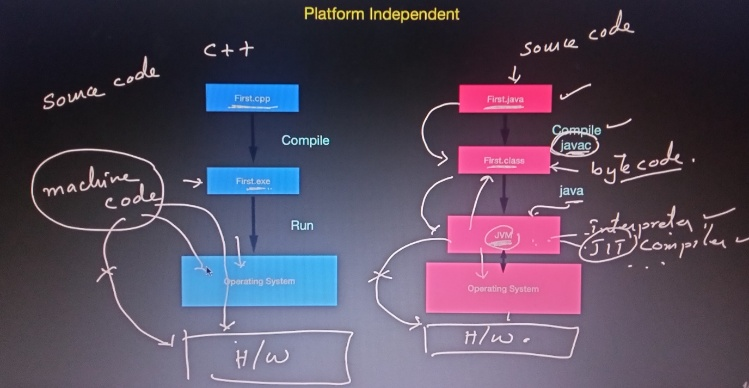 Platform Independent
C++
Source code
First.cpp
Compile
machine
code
First.exe
Run
Operating System
H/W
Source code
First.java
Compile
javac
First.class
byte code.
java
JVM
Interpreter
JIT compiler
...
Operating System
H/W.